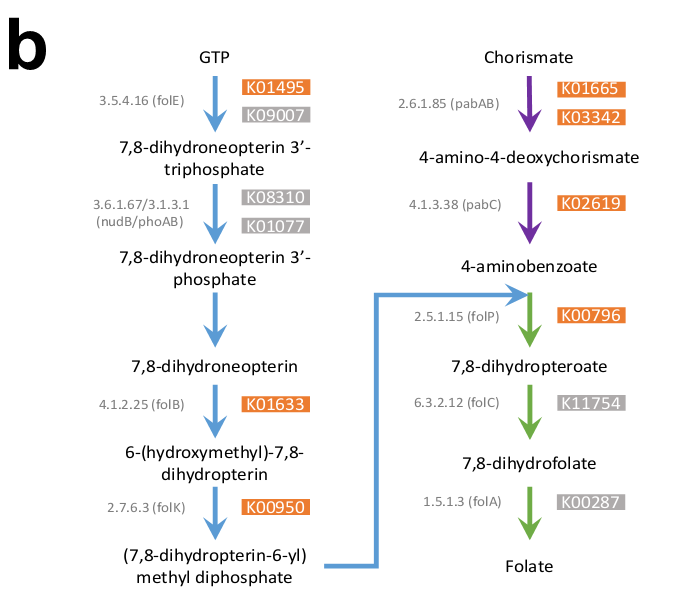 b
GTP
3.5.4.16 (folE)
K01495
K09007
7,8-dihydroneopterin 3’-
triphosphate
3.6.1.67/3.1.3.1
(nudB/phoAB)
K08310
K01077
7,8-dihydroneopterin 3’-
phosphate
7,8-dihydroneopterin
4.1.2.25 (folB)
K01633
6-(hydroxymethyl)-7,8-
dihydropterin
2.7.6.3 (folK)
K00950
(7,8-dihydropterin-6-yl)
methyl diphosphate
Chorismate
2.6.1.85 (pabAB)
K01665
K03342
4-amino-4-deoxychorismate
4.1.3.38 (pabC)
K02619
4-aminobenzoate
2.5.1.15 (folP)
K00796
7,8-dihydropteroate
6.3.2.12 (folC)
K11754
7,8-dihydrofolate
1.5.1.3 (folA)
K00287
Folate